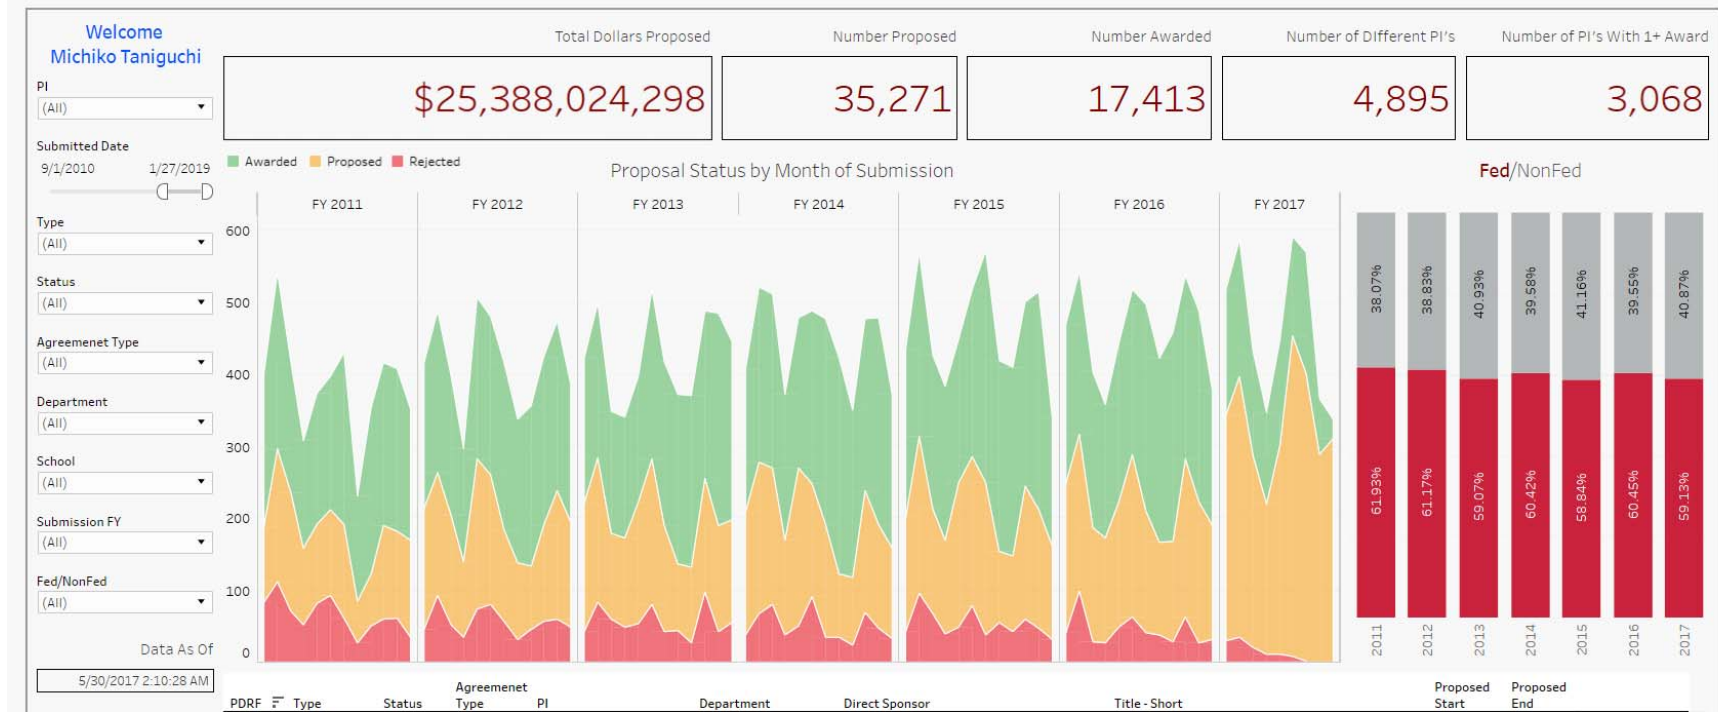 Welcome
Michiko Taniguchi
PI
(All)
Submitted Date
9/1/2010 1/27/2019
Type
(All)
Status
(All)
Agreemenet Type
(All)
Department
(All)
School
(All)
Submission FY
(All)
Fed/NonFed
(All)
Data As Of
5/30/2017 2:10:28 AM
Total Dollars Proposed
$25,388,024,298
Number Proposed
35,271
Number Awarded
17,413
Number of DIfferent PI's
4,895
Number of PI's With 1+ Award
3,068
Awarded Proposed Rejected
Proposal Status by Month of Submission
FY 2011 FY 2012 FY 2013 FY 2014 FY 2015 FY 2016 FY 2017
600
500
400
300
200
100
0
Fed/NonFed
38.07% 38.83% 40.93% 39.58% 41.16% 39.55% 40.87%
61.93% 61.17% 59.07% 60.42% 58.84% 60.45% 59.13%
2011 2012 2013 2014 2015 2016 2017
PDRF Type Status Agreemenet Type PI Department Direct Sponsor Title - Short Proposed Start Proposed End